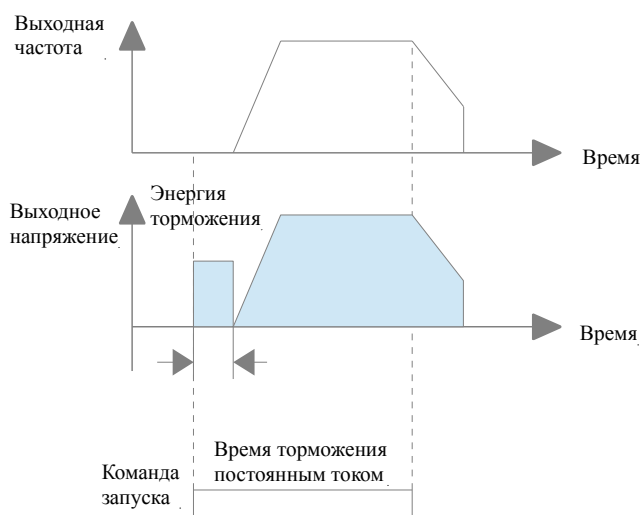 Выходная
частота
Время
Энергия
торможения
Выходное
напряжение
Время
Время торможения
постоянным током
Команда
запуска